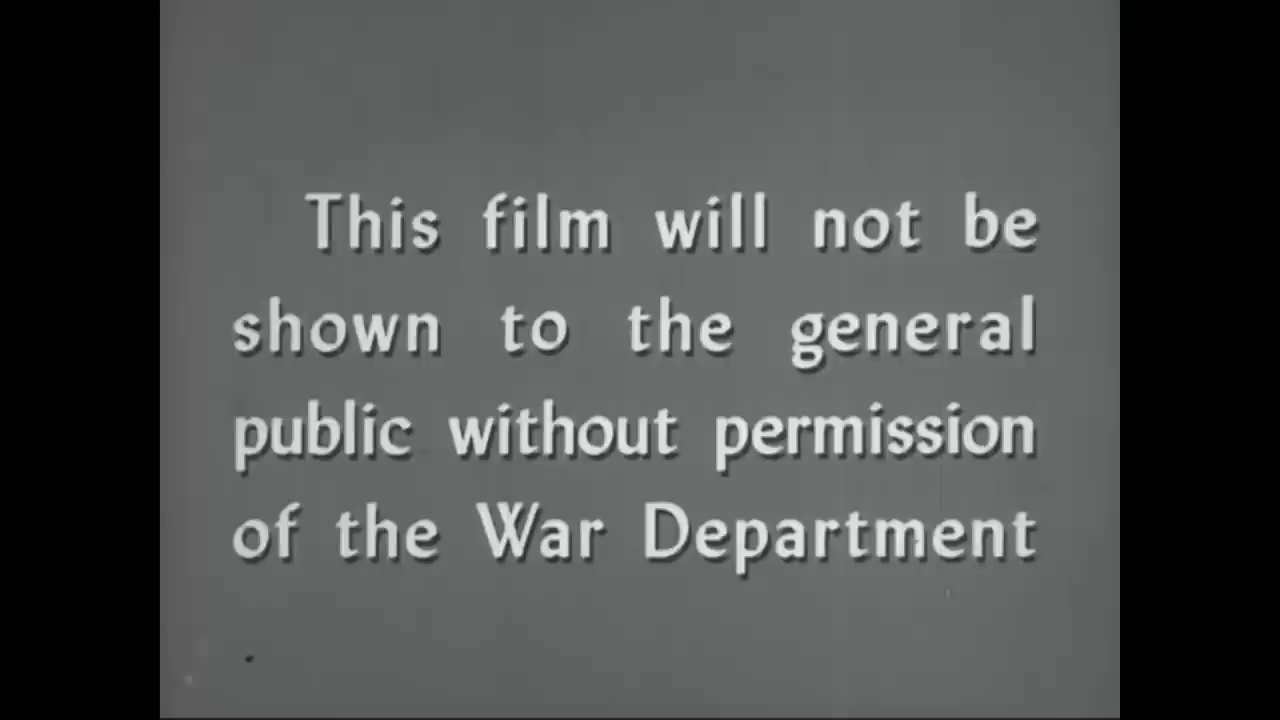 This film will not be
shown to the general
public without permission
of the War Department